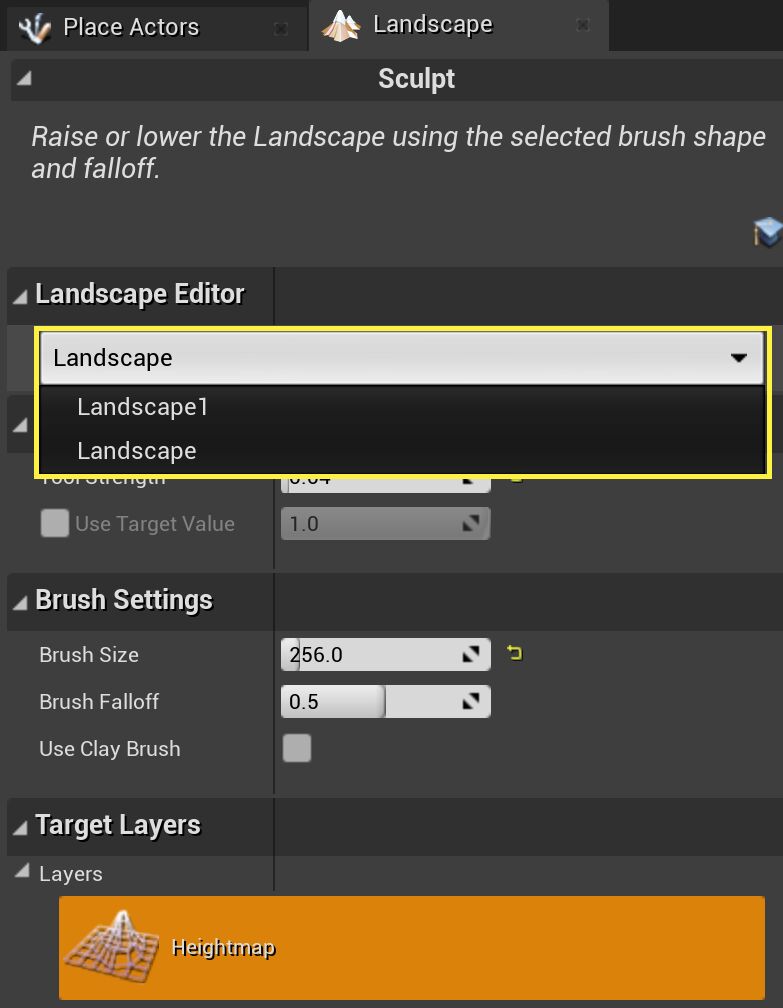 Place Actors
Landscape
Sculpt
Raise or lower the Landscape using the selected brush shape
and falloff.
Landscape Editor
Landscape
Landscape1
Landscape
Tool Strength
Use Target Value 1.0
Brush Settings
Brush Size 256.0
Brush Falloff 0.5
Use Clay Brush
Target Layers
Layers
Heightmap